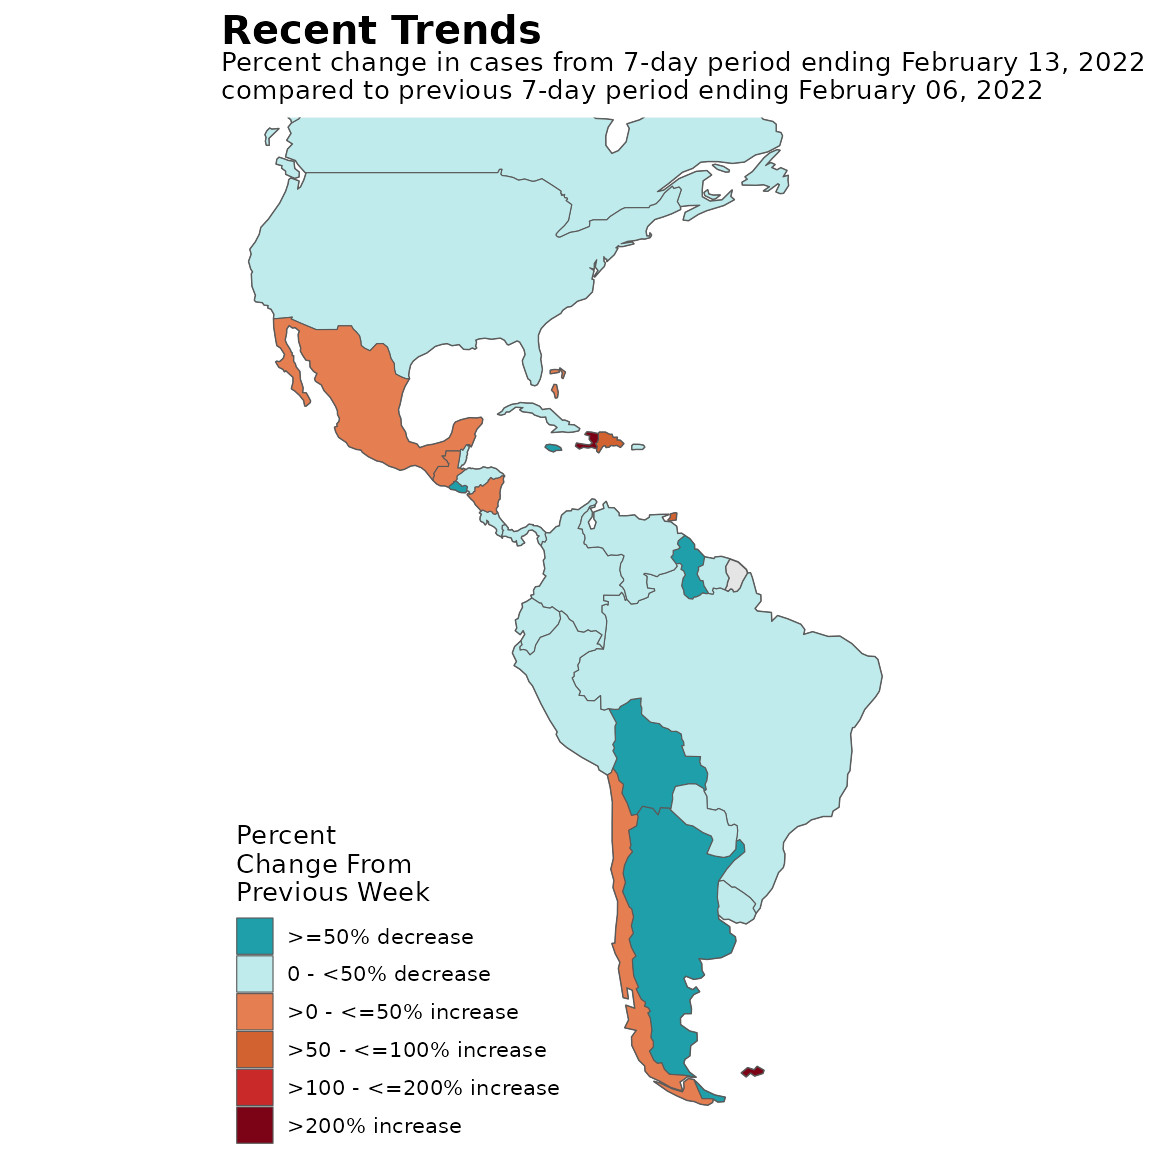 Recent Trends
Percent change in cases from 7-day period ending February 13, 2022
compared to previous 7-day period ending February 06, 2022
Percent
Change From
Previous Week
>=50% decrease
0 - <50% decrease
>0 - <=50% increase
>50 - <=100% increase
>100 - <=200% increase
>200% increase